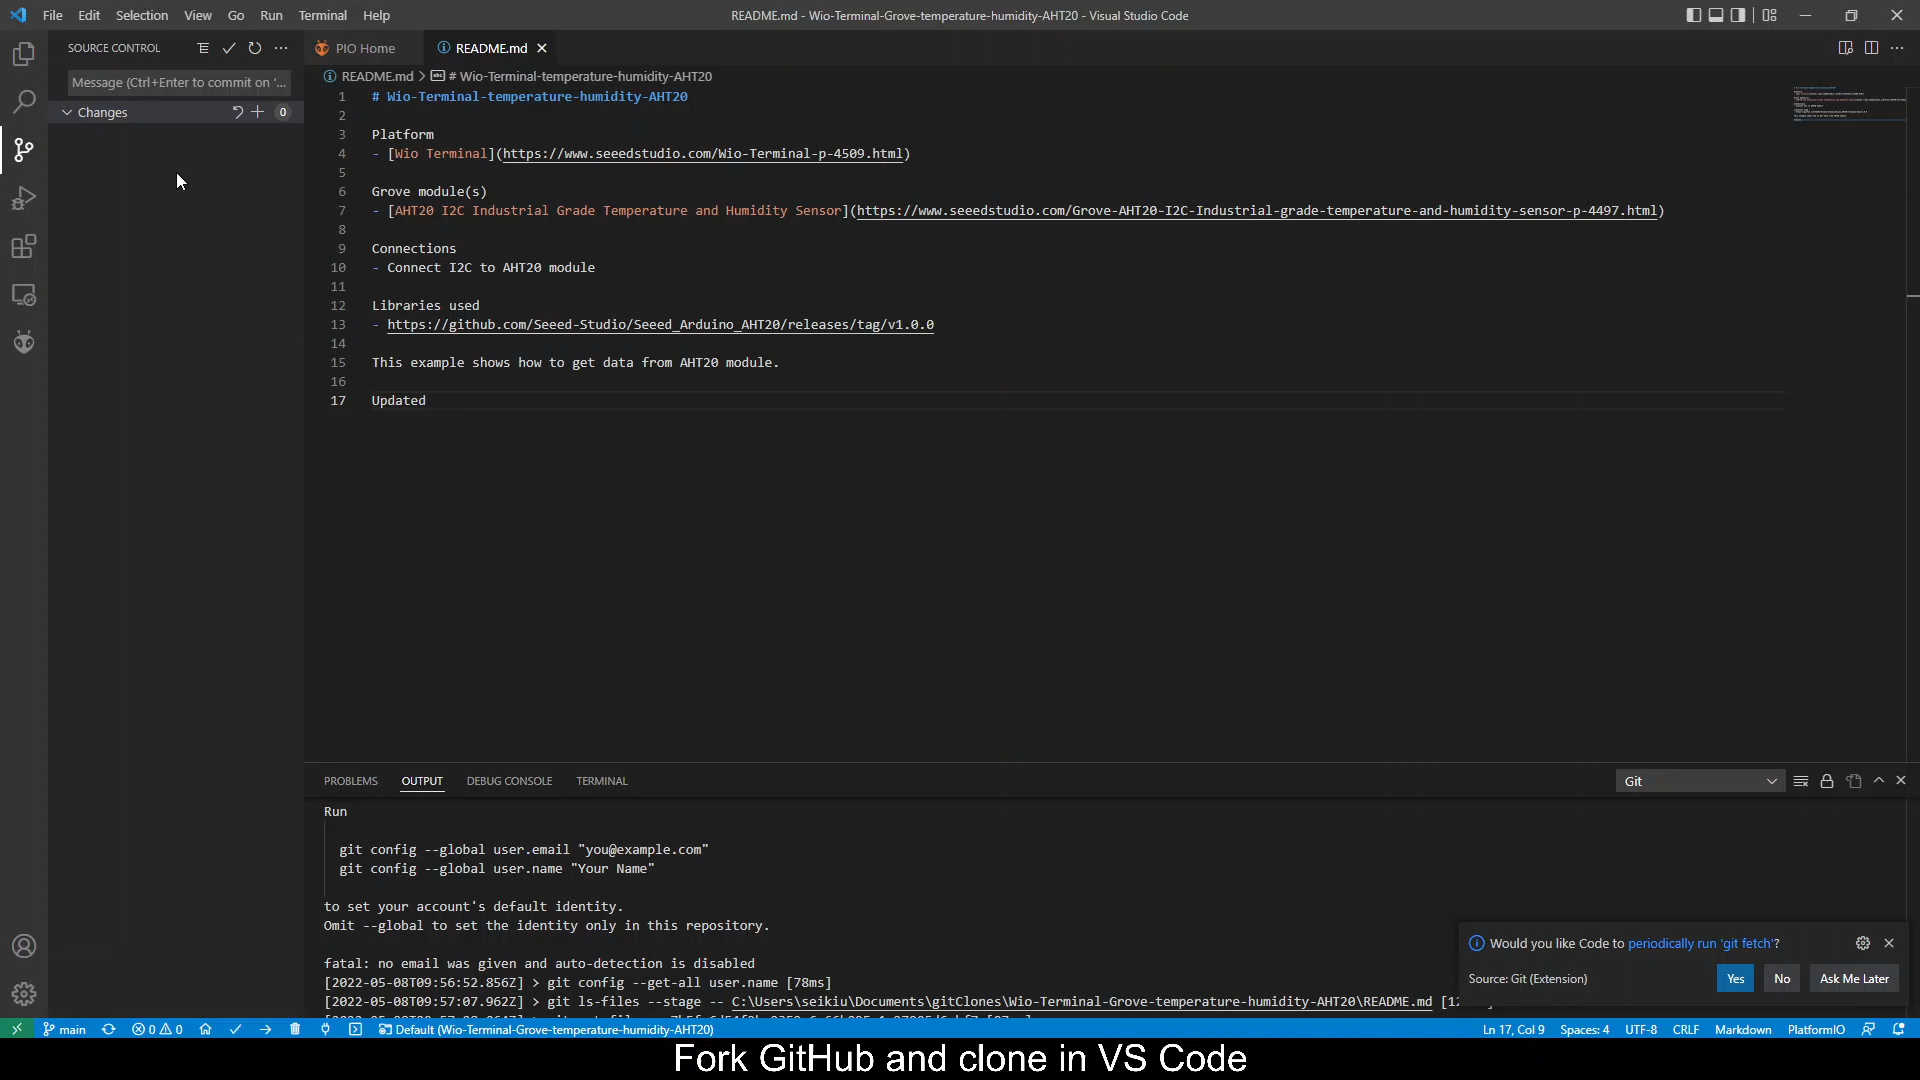 File Edit Selection View Go Run Terminal Help
README.md - Wio-Terminal-Grove-temperature-humidity-AHT20 - Visual Studio Code
SOURCE CONTROL
PIO Home
README.md
Message (Ctrl+Enter to commit on '...
README.md > # Wio-Terminal-temperature-humidity-AHT20
Changes
0
1 # Wio-Terminal-temperature-humidity-AHT20
2
3 Platform
4 - [Wio Terminal](https://www.seeedstudio.com/Wio-Terminal-p-4509.html)
5
6 Grove module(s)
7 - [AHT20 I2C Industrial Grade Temperature and Humidity Sensor](https://www.seeedstudio.com/Grove-AHT20-I2C-Industrial-grade-temperature-and-humidity-sensor-p-4497.html)
8
9 Connections
10 - Connect I2C to AHT20 module
11
12 Libraries used
13 - https://github.com/Seeed-Studio/Seeed_Arduino_AHT20/releases/tag/v1.0.0
14
15 This example shows how to get data from AHT20 module.
16
17 Updated
PROBLEMS OUTPUT DEBUG CONSOLE TERMINAL
Git
Run
git config --global user.email "you@example.com"
git config --global user.name "Your Name"
to set your account's default identity.
Omit --global to set the identity only in this repository.
fatal: no email was given and auto-detection is disabled
[2022-05-08T09:56:52.856Z] > git config --get-all user.name [78ms]
[2022-05-08T09:57:07.962Z] > git ls-files --stage -- C:\Users\seikiu\Documents\gitClones\Wio-Terminal-Grove-temperature-humidity-AHT20\README.md
Would you like Code to periodically run 'git fetch'?
Source: Git (Extension)
Yes No Ask Me Later
main 0 0 Default (Wio-Terminal-Grove-temperature-humidity-AHT20)
Ln 17, Col 9 Spaces: 4 UTF-8 CRLF Markdown PlatformIO
Fork GitHub and clone in VS Code